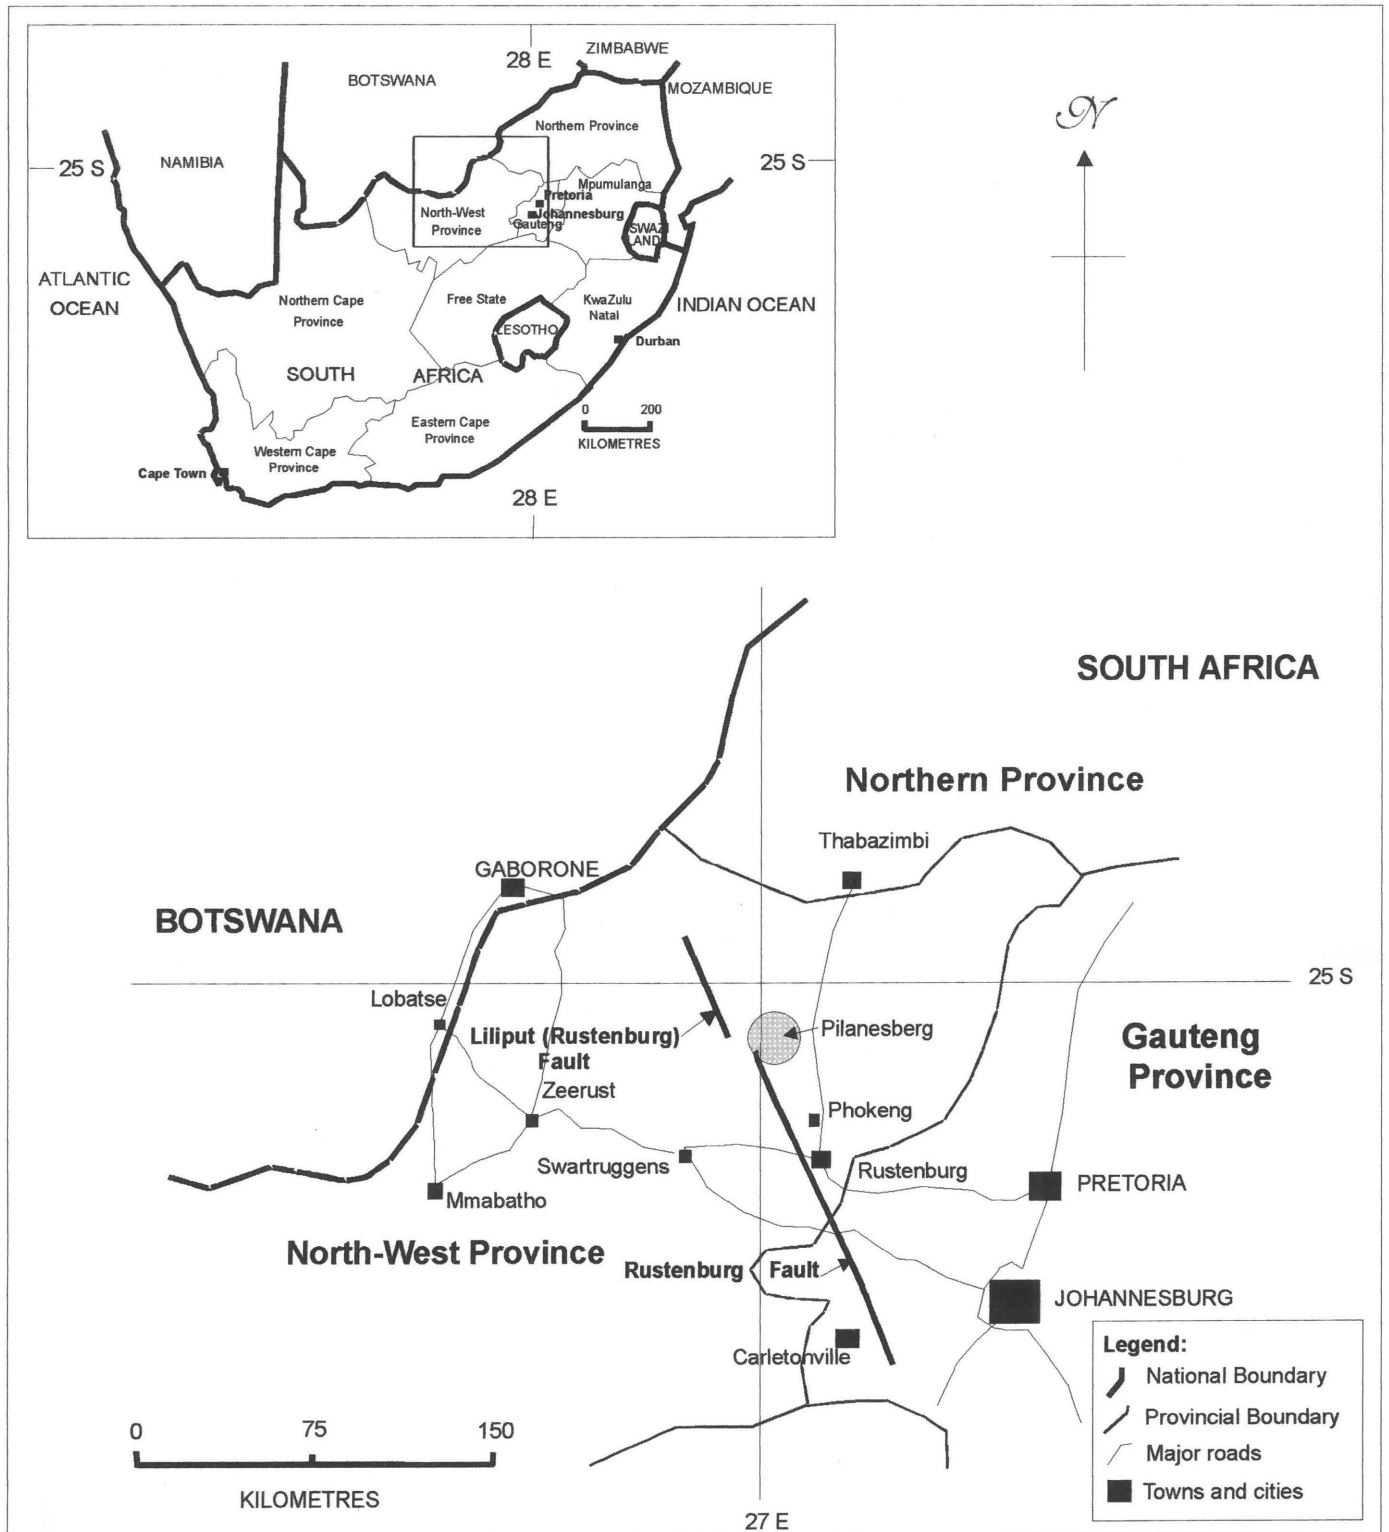 28 E
ZIMBABWE
BOTSWANA
MOZAMBIQUE
N
Northern Province
25 S
NAMIBIA
25 S
Mpumulanga
Pretoria
North-West
Province
Johannesburg
Gauteng
SWAZI
LAND
ATLANTIC
OCEAN
Northern Cape
Province
Free State
KwaZulu
Natal
INDIAN OCEAN
LESOTHO
Durban
SOUTH AFRICA
0 200
KILOMETRES
Eastern Cape
Province
Western Cape
Province
Cape Town
28 E
SOUTH AFRICA
Northern Province
Thabazimbi
GABORONE
BOTSWANA
25 S
Lobatse
Liliput (Rustenburg)
Fault
Pilanesberg
Gauteng
Province
Zeerust
Phokeng
Swartruggens
Rustenburg
PRETORIA
Mmabatho
North-West Province
Rustenburg Fault
JOHANNESBURG
Carletonville
Legend:
National Boundary
Provincial Boundary
Major roads
Towns and cities
0 75 150
KILOMETRES
27 E